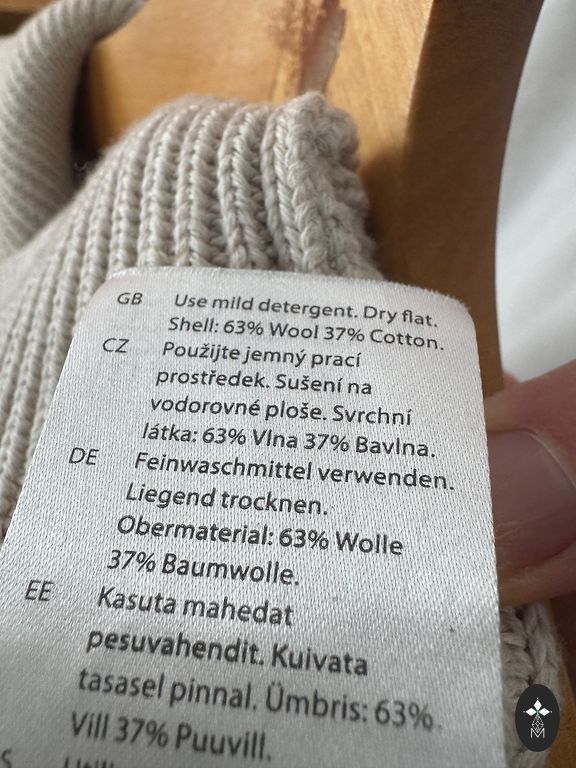 GB Use mild detergent. Dry flat.
Shell: 63% Wool 37% Cotton.
CZ Použijte jemný prací
prostředek. Sušení na
vodorovné ploše. Svrchní
látka: 63% Vlna 37% Bavlna.
DE Feinwaschmittel verwenden.
Liegend trocknen.
Obermaterial: 63% Wolle
37% Baumwolle.
EE Kasuta mahedat
pesuvahendit. Kuivata
tasasel pinnal. Ümbris: 63%
Vill 37% Puuvill.
M